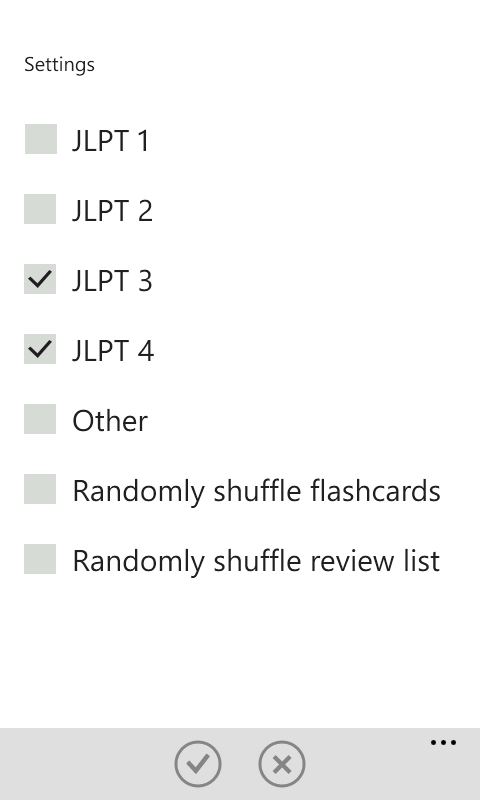 Settings
JLPT 1
JLPT 2
JLPT 3
JLPT 4
Other
Randomly shuffle flashcards
Randomly shuffle review list